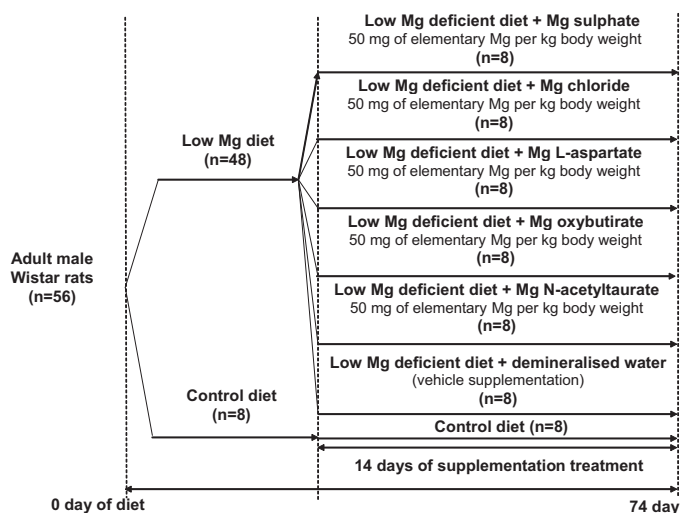 Low Mg deficient diet + Mg sulphate
50 mg of elementary Mg per kg body weight
(n=8)
Low Mg deficient diet + Mg chloride
50 mg of elementary Mg per kg body weight
(n=8)
Low Mg diet
(n=48)
Low Mg deficient diet + Mg L-aspartate
50 mg of elementary Mg per kg body weight
(n=8)
Low Mg deficient diet + Mg oxybutirate
50 mg of elementary Mg per kg body weight
(n=8)
Adult male
Wistar rats
(n=56)
Low Mg deficient diet + Mg N-acetyltaurate
50 mg of elementary Mg per kg body weight
(n=8)
Low Mg deficient diet + demineralised water
(vehicle supplementation)
(n=8)
Control diet
(n=8)
Control diet (n=8)
14 days of supplementation treatment
0 day of diet
74 day